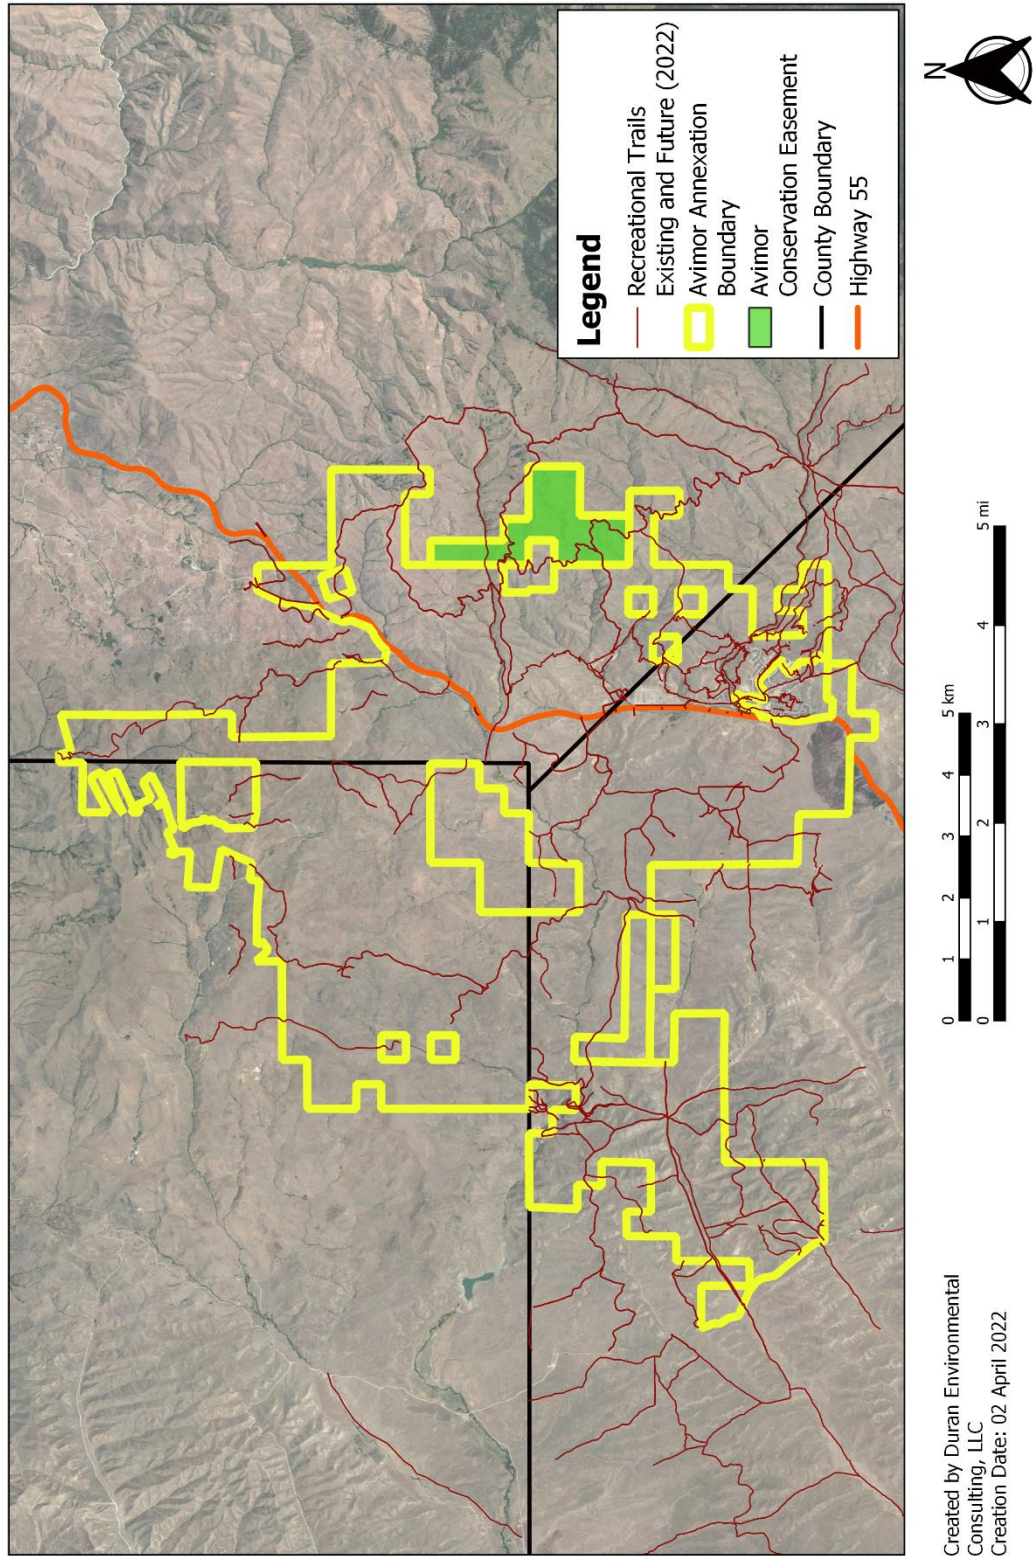 Legend
Recreational Trails
Existing and Future (2022)
Avimor Annexation
Boundary
Avimor
Conservation Easement
County Boundary
Highway 55
N
0 1 2 3 4 5 km
0 1 2 3 4 5 mi
Created by Duran Environmental
Consulting, LLC
Creation Date: 02 April 2022